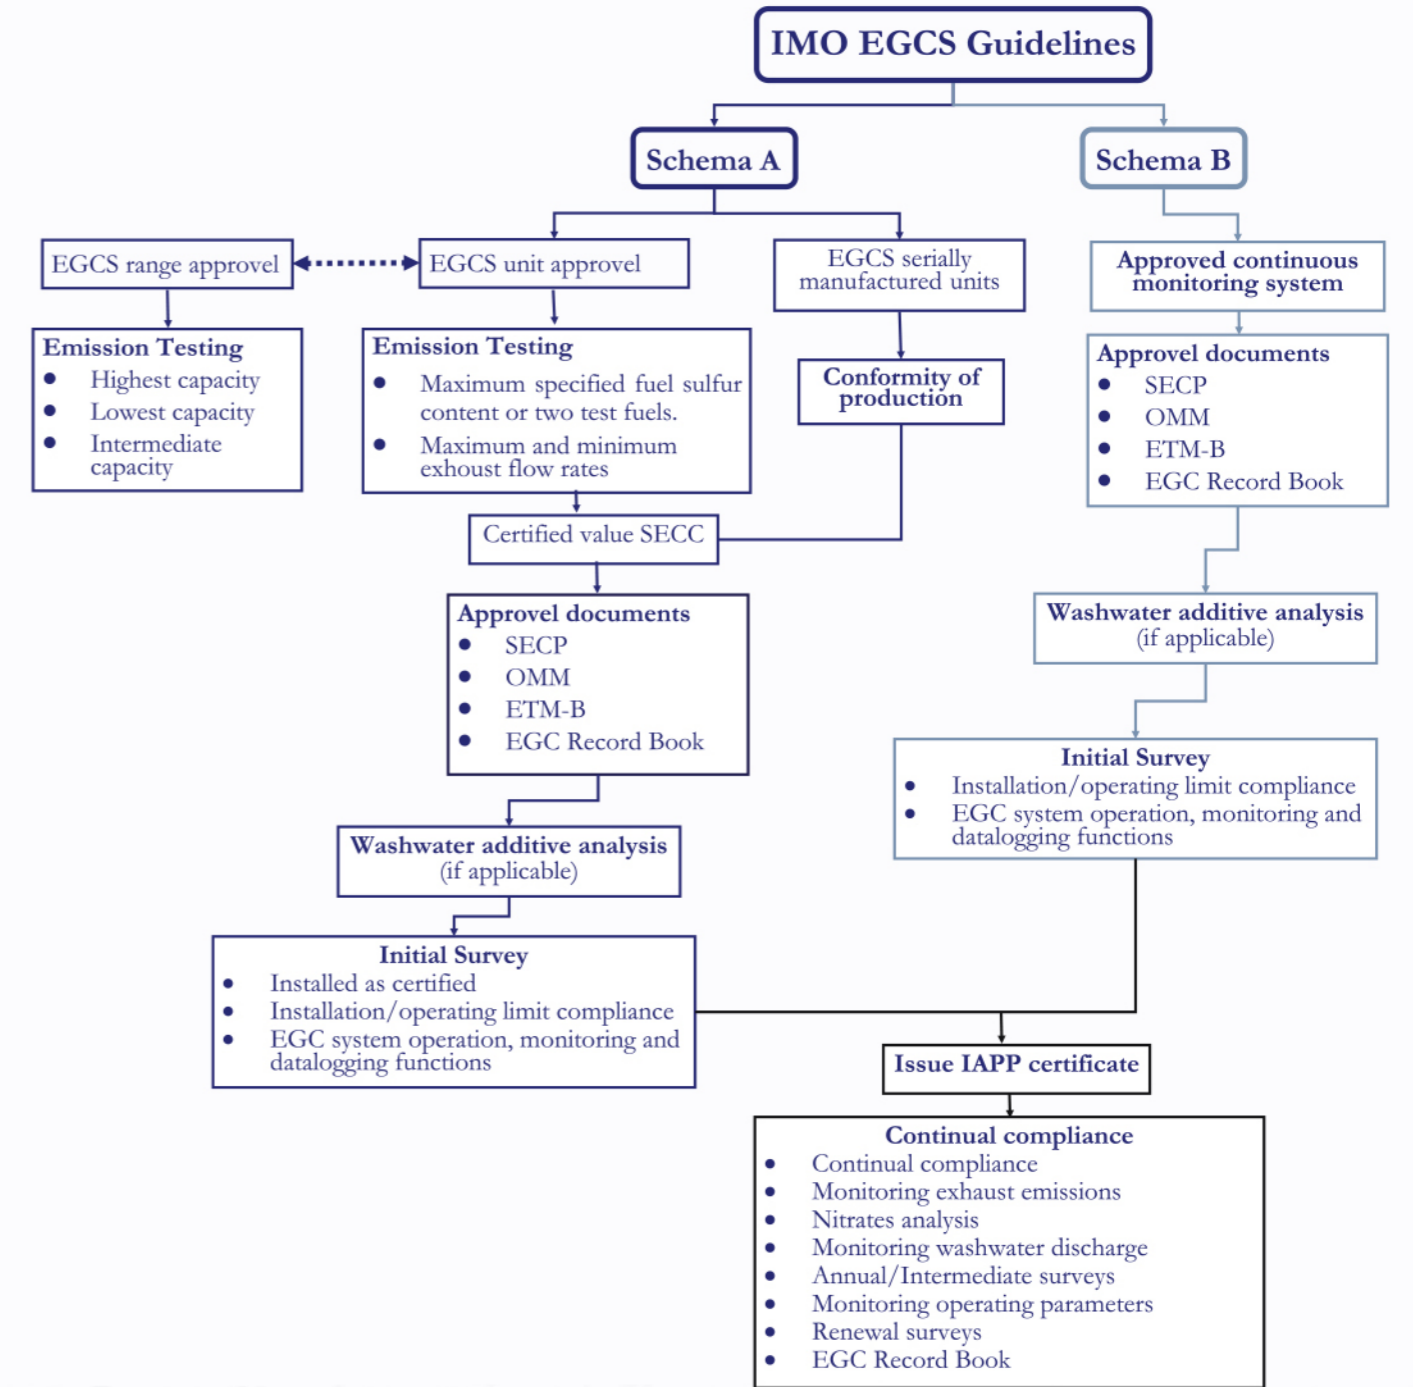 IMO EGCS Guidelines
Schema A
Schema B
EGCS range approvel
EGCS unit approvel
EGCS serially
manufactured units
Approved continuous
monitoring system
Emission Testing
● Highest capacity
● Lowest capacity
● Intermediate
capacity
Emission Testing
● Maximum specified fuel sulfur
content or two test fuels.
● Maximum and minimum
exhoust flow rates
Conformity of
production
Approvel documents
● SECP
● OMM
● ETM-B
● EGC Record Book
Certified value SECC
Approvel documents
● SECP
● OMM
● ETM-B
● EGC Record Book
Washwater additive analysis
(if applicable)
Initial Survey
● Installation/operating limit compliance
● EGC system operation, monitoring and
datalogging functions
Washwater additive analysis
(if applicable)
Initial Survey
● Installed as certified
● Installation/operating limit compliance
● EGC system operation, monitoring and
datalogging functions
Issue IAPP certificate
Continual compliance
● Continual compliance
● Monitoring exhaust emissions
● Nitrates analysis
● Monitoring washwater discharge
● Annual/Intermediate surveys
● Monitoring operating parameters
● Renewal surveys
● EGC Record Book